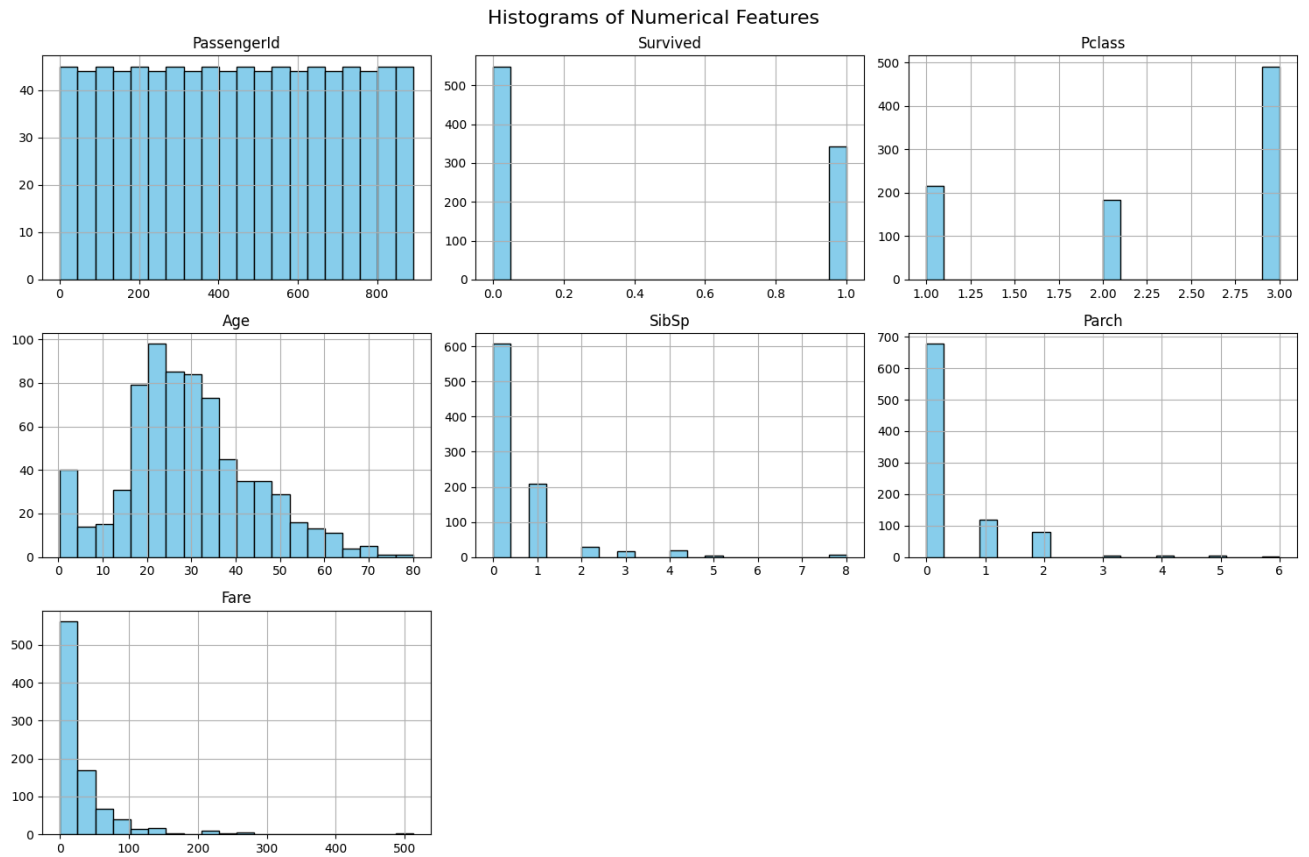 Histograms of Numerical Features
PassengerId
40
30
20
10
0
0 200 400 600 800
Survived
500
400
300
200
100
0
0.0 0.2 0.4 0.6 0.8 1.0
Pclass
500
400
300
200
100
0
1.00 1.25 1.50 1.75 2.00 2.25 2.50 2.75 3.00
Age
100
80
60
40
20
0
0 10 20 30 40 50 60 70 80
SibSp
600
500
400
300
200
100
0
0 1 2 3 4 5 6 7 8
Parch
700
600
500
400
300
200
100
0
0 1 2 3 4 5 6
Fare
500
400
300
200
100
0
0 100 200 300 400 500